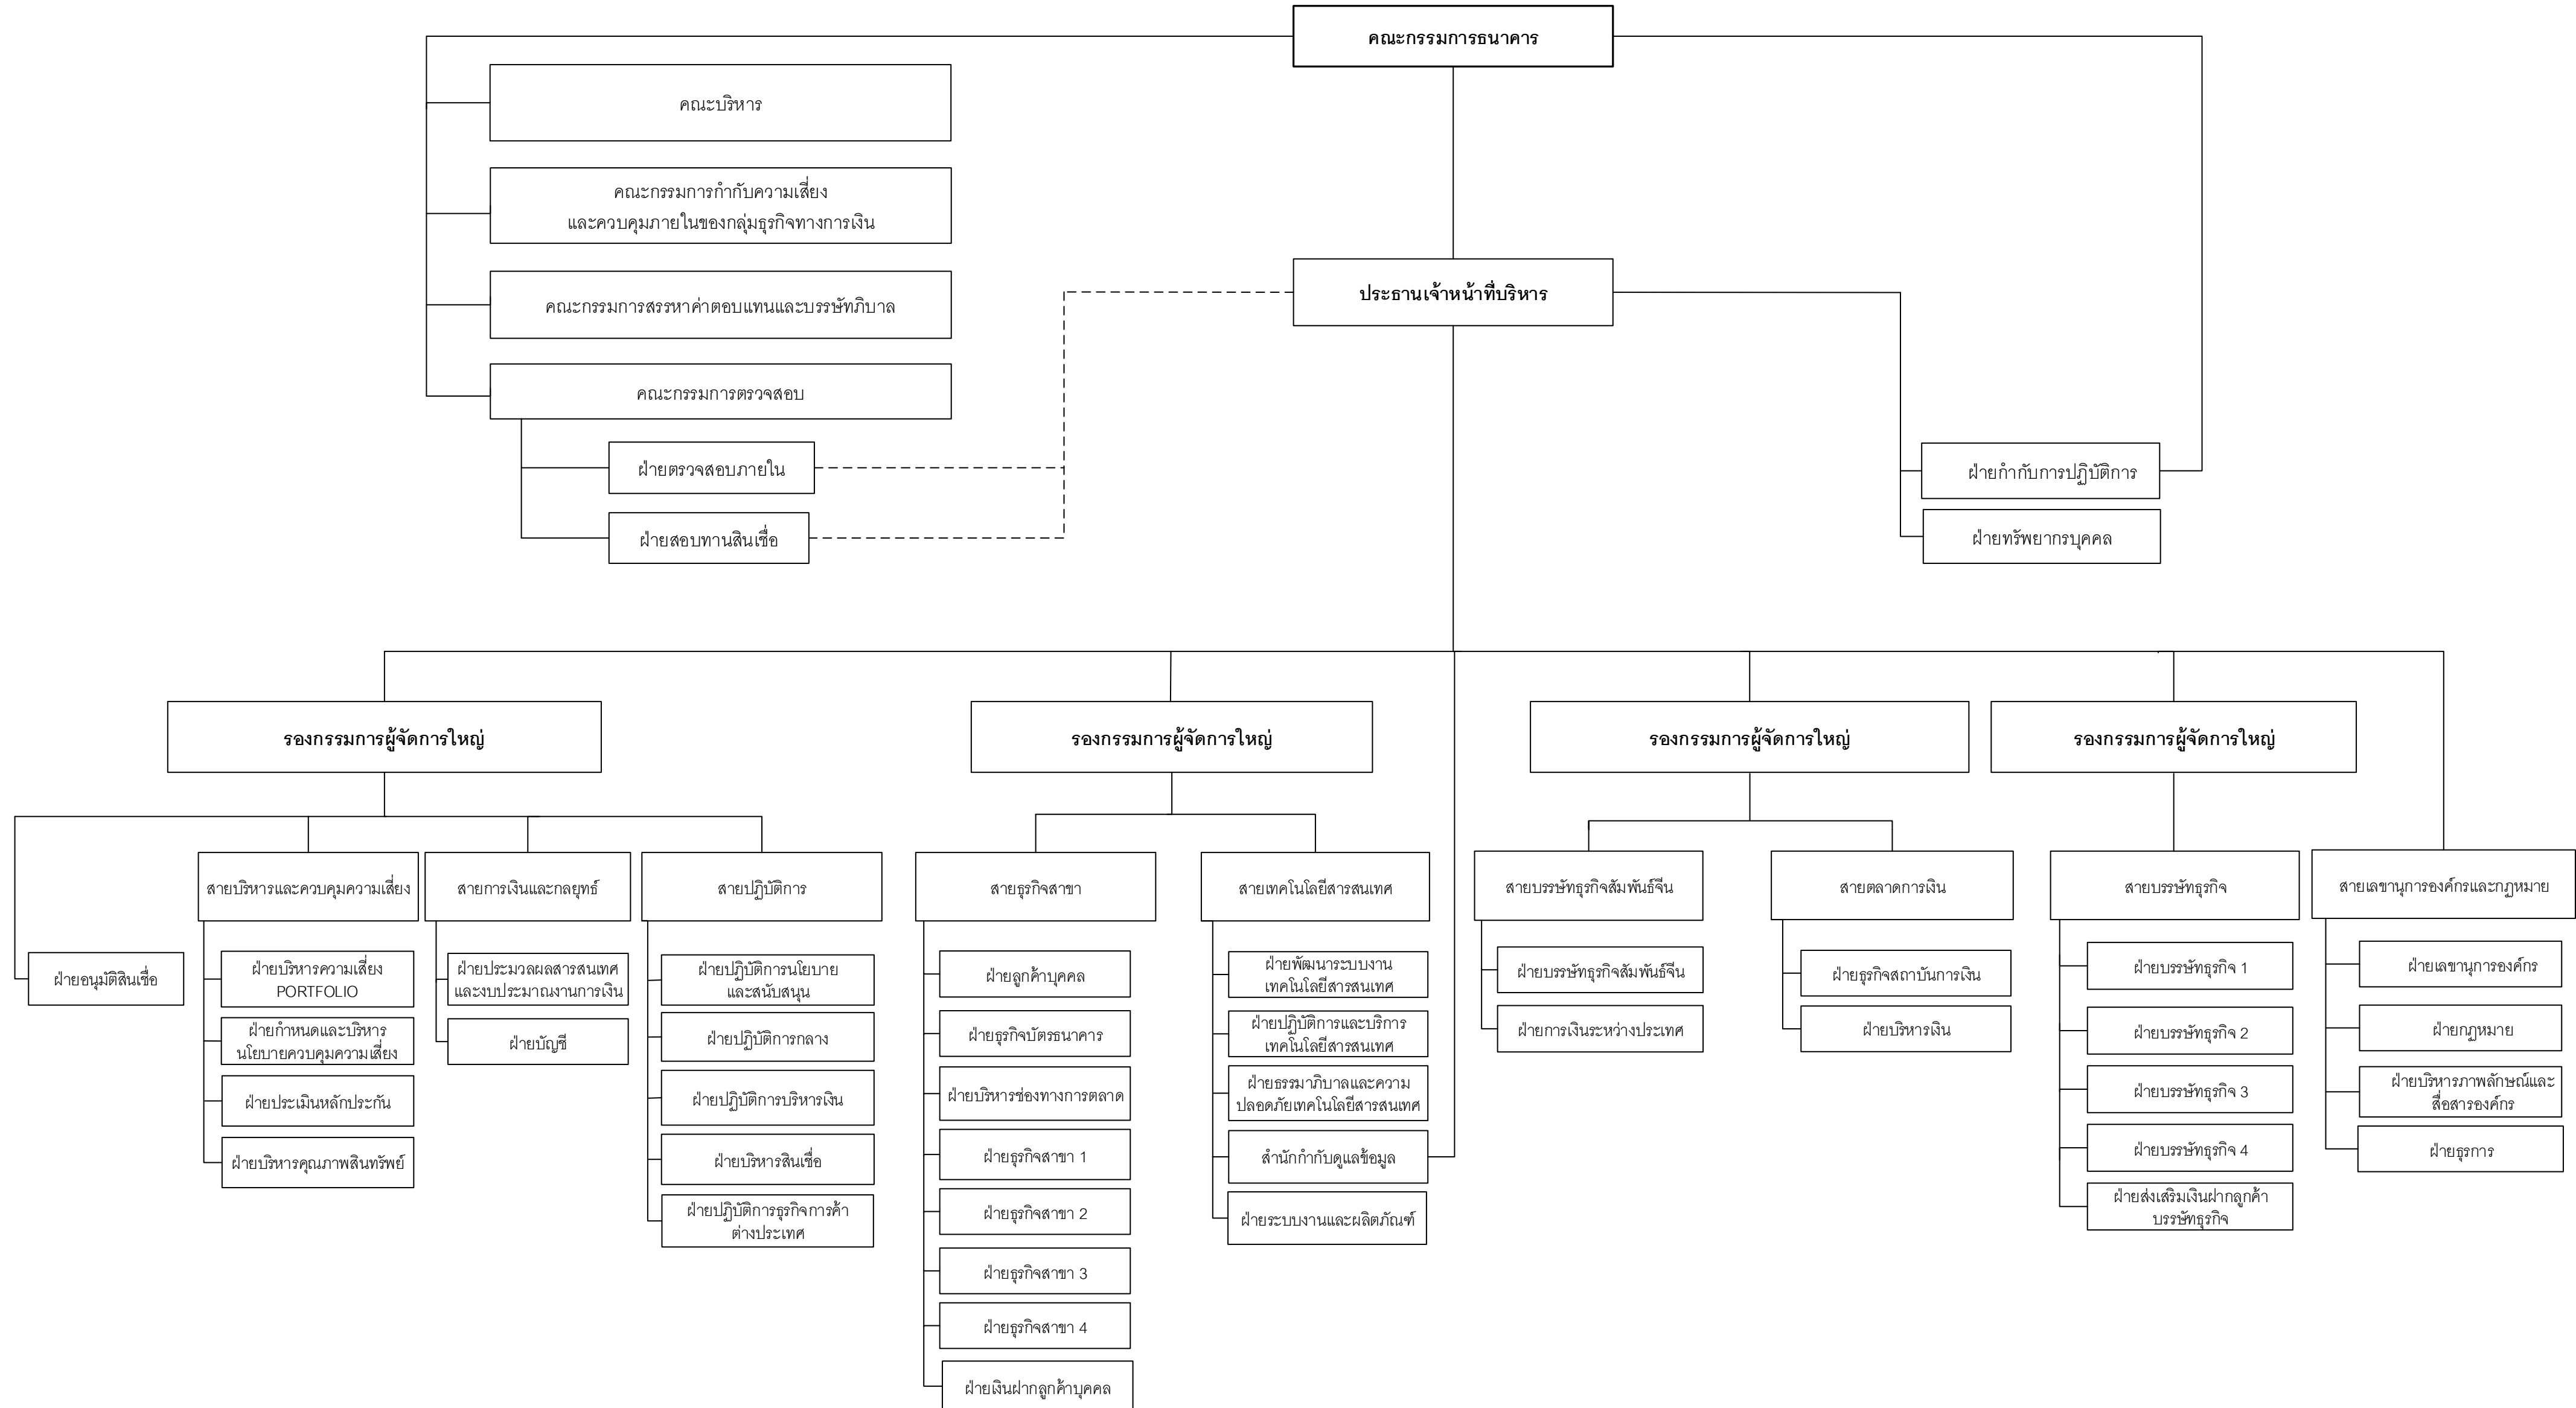 คณะกรรมการธนาคาร
คณะบริหาร
คณะกรรมการกำกับความเสี่ยง
และควบคุมภายในของกลุ่มธุรกิจทางการเงิน
คณะกรรมการสรรหาค่าตอบแทนและบรรษัทภิบาล
คณะกรรมการตรวจสอบ
ฝ่ายตรวจสอบภายใน
ฝ่ายสอบทานสินเชื่อ
ประธานเจ้าหน้าที่บริหาร
ฝ่ายกำกับการปฏิบัติการ
ฝ่ายทรัพยากรบุคคล
รองกรรมการผู้จัดการใหญ่
ฝ่ายอนุมัติสินเชื่อ
สายบริหารและควบคุมความเสี่ยง
ฝ่ายบริหารความเสี่ยง
PORTFOLIO
ฝ่ายกำหนดและบริหาร
นโยบายควบคุมความเสี่ยง
ฝ่ายประเมินหลักประกัน
ฝ่ายบริหารคุณภาพสินทรัพย์
สายการเงินและกลยุทธ์
ฝ่ายประมวลผลสารสนเทศ
และงบประมาณงานการเงิน
ฝ่ายบัญชี
สายปฏิบัติการ
ฝ่ายปฏิบัติการนโยบาย
และสนับสนุน
ฝ่ายปฏิบัติการกลาง
ฝ่ายปฏิบัติการบริหารเงิน
ฝ่ายบริหารสินเชื่อ
ฝ่ายปฏิบัติการธุรกิจการค้า
ต่างประเทศ
รองกรรมการผู้จัดการใหญ่
สายธุรกิจสาขา
ฝ่ายลูกค้าบุคคล
ฝ่ายธุรกิจบัตรธนาคาร
ฝ่ายบริหารช่องทางการตลาด
ฝ่ายธุรกิจสาขา 1
ฝ่ายธุรกิจสาขา 2
ฝ่ายธุรกิจสาขา 3
ฝ่ายธุรกิจสาขา 4
ฝ่ายเงินฝากลูกค้าบุคคล
สายเทคโนโลยีสารสนเทศ
ฝ่ายพัฒนาระบบงาน
เทคโนโลยีสารสนเทศ
ฝ่ายปฏิบัติการและบริการ
เทคโนโลยีสารสนเทศ
ฝ่ายธรรมาภิบาลและความ
ปลอดภัยเทคโนโลยีสารสนเทศ
สำนักกำกับดูแลข้อมูล
ฝ่ายระบบงานและผลิตภัณฑ์
รองกรรมการผู้จัดการใหญ่
สายบรรษัทธุรกิจสัมพันธ์จีน
ฝ่ายบรรษัทธุรกิจสัมพันธ์จีน
ฝ่ายการเงินระหว่างประเทศ
สายตลาดการเงิน
ฝ่ายธุรกิจสถาบันการเงิน
ฝ่ายบริหารเงิน
รองกรรมการผู้จัดการใหญ่
สายบรรษัทธุรกิจ
ฝ่ายบรรษัทธุรกิจ 1
ฝ่ายบรรษัทธุรกิจ 2
ฝ่ายบรรษัทธุรกิจ 3
ฝ่ายบรรษัทธุรกิจ 4
ฝ่ายส่งเสริมเงินฝากลูกค้า
บรรษัทธุรกิจ
สายเลขานุการองค์กรและกฎหมาย
ฝ่ายเลขานุการองค์กร
ฝ่ายกฎหมาย
ฝ่ายบริหารภาพลักษณ์และ
สื่อสารองค์กร
ฝ่ายธุรการ